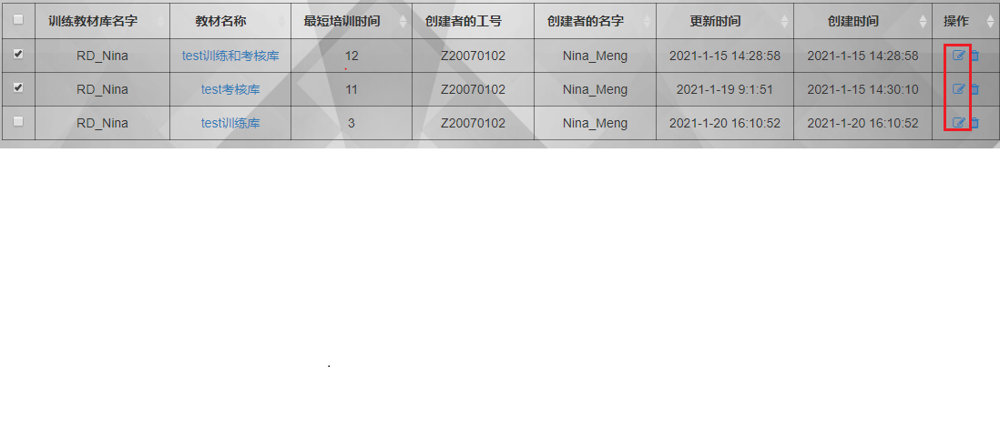 训练教材库名字 教材名称 最短培训时间 创建者的工号 创建者的名字 更新时间 创建时间 操作
RD_Nina test训练和考核库 12 Z20070102 Nina_Meng 2021-1-15 14:28:58 2021-1-15 14:28:58
RD_Nina test考核库 11 Z20070102 Nina_Meng 2021-1-19 9:1:51 2021-1-15 14:30:10
RD_Nina test训练库 3 Z20070102 Nina_Meng 2021-1-20 16:10:52 2021-1-20 16:10:52